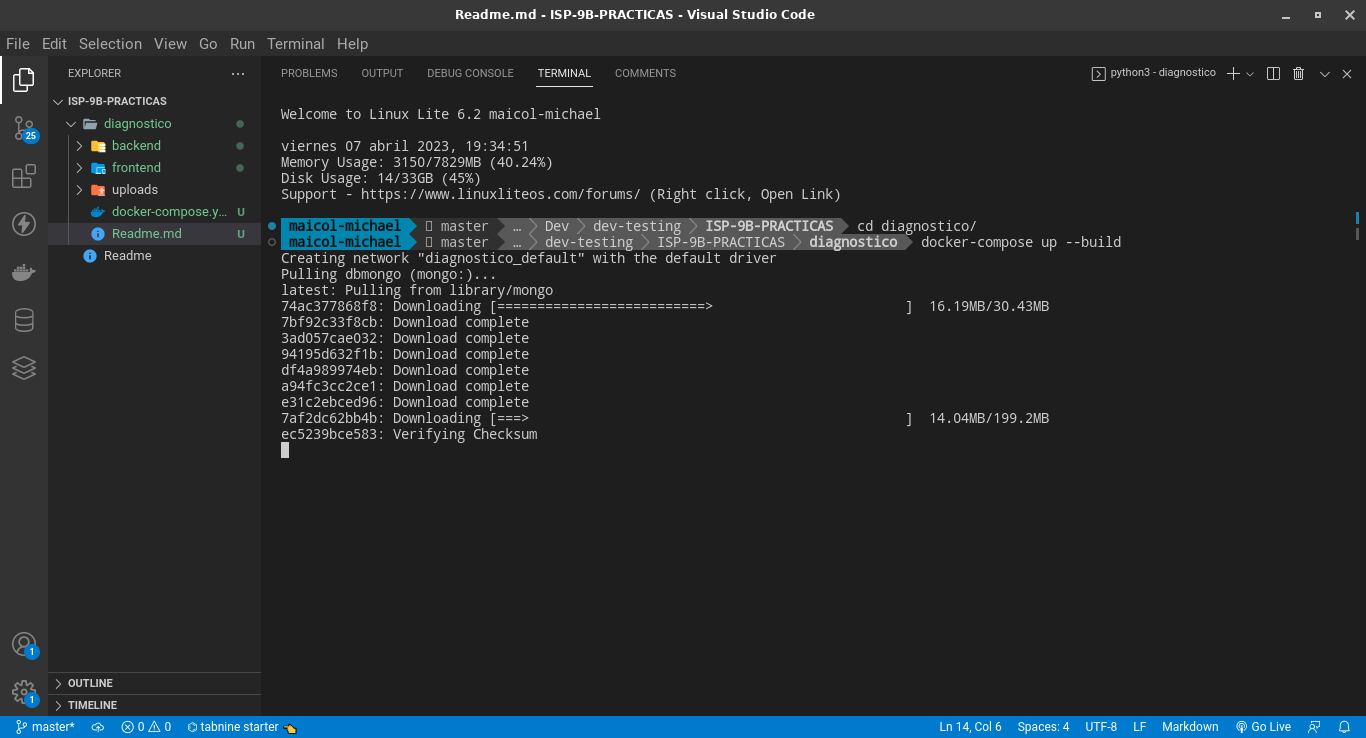 Readme.md - ISP-9B-PRACTICAS - Visual Studio Code
File Edit Selection View Go Run Terminal Help
EXPLORER
ISP-9B-PRACTICAS
diagnostico
backend
frontend
uploads
docker-compose.y... U
Readme.md U
Readme
OUTLINE
TIMELINE
25
1
1
PROBLEMS OUTPUT DEBUG CONSOLE TERMINAL COMMENTS
python3 - diagnostico
Welcome to Linux Lite 6.2 maicol-michael
viernes 07 abril 2023, 19:34:51
Memory Usage: 3150/7829MB (40.24%)
Disk Usage: 14/33GB (45%)
Support - https://www.linuxliteos.com/forums/ (Right click, Open Link)
maicol-michael master … Dev dev-testing ISP-9B-PRACTICAS cd diagnostico/
maicol-michael master … dev-testing ISP-9B-PRACTICAS diagnostico docker-compose up --build
Creating network "diagnostico_default" with the default driver
Pulling dbmongo (mongo:)...
latest: Pulling from library/mongo
74ac377868f8: Downloading [==========================>                        ]  16.19MB/30.43MB
7bf92c33f8cb: Download complete
3ad057cae032: Download complete
94195d632f1b: Download complete
df4a989974eb: Download complete
a94fc3cc2ce1: Download complete
e31c2ebced96: Download complete
7af2dc62bb4b: Downloading [===>                                               ]  14.04MB/199.2MB
ec5239bce583: Verifying Checksum
master* 0 0 tabnine starter Ln 14, Col 6 Spaces: 4 UTF-8 LF Markdown Go Live